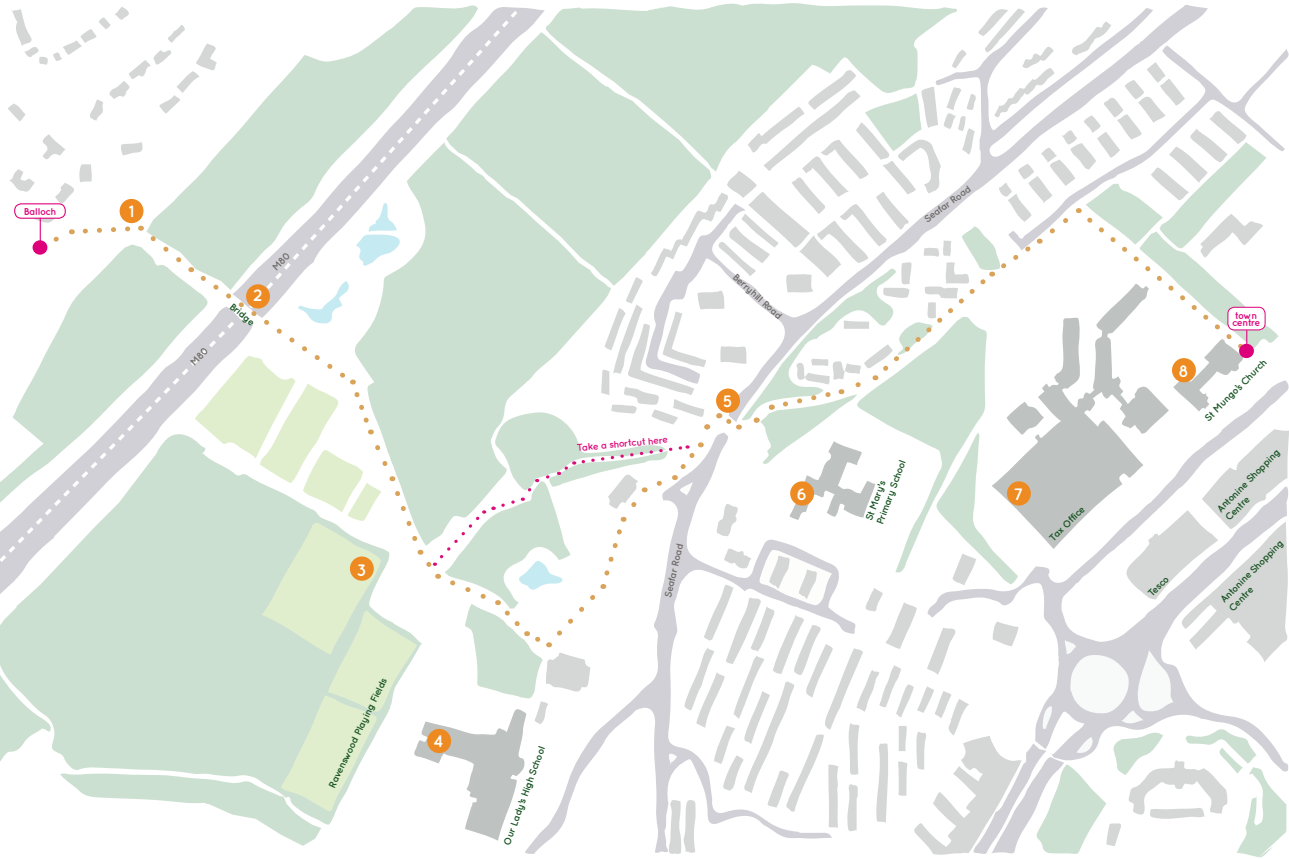 Balloch
1
2
Bridge
M80
M80
3
Ravenswood Playing Fields
4
Our Lady's High School
Take a shortcut here
5
Berryhill Road
Seafar Road
Seafar Road
6
St Mary's
Primary School
7
Tax Office
8
town
centre
St Mungo's Church
Tesco
Antonine Shopping
Centre
Antonine Shopping
Centre